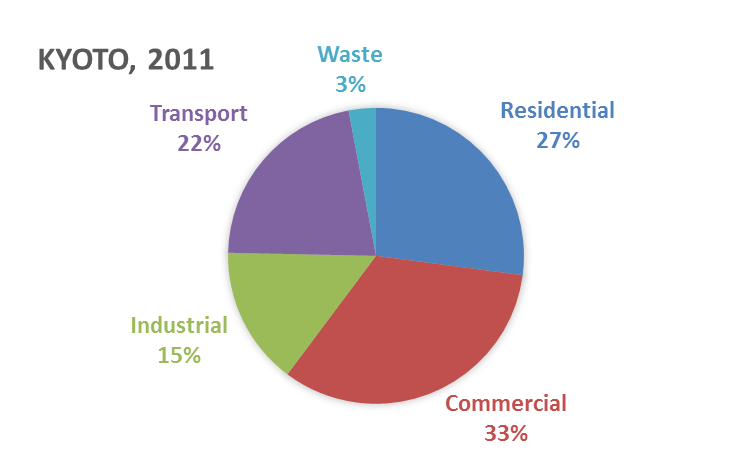 KYOTO, 2011
Waste
3%
Transport
22%
Residential
27%
Industrial
15%
Commercial
33%